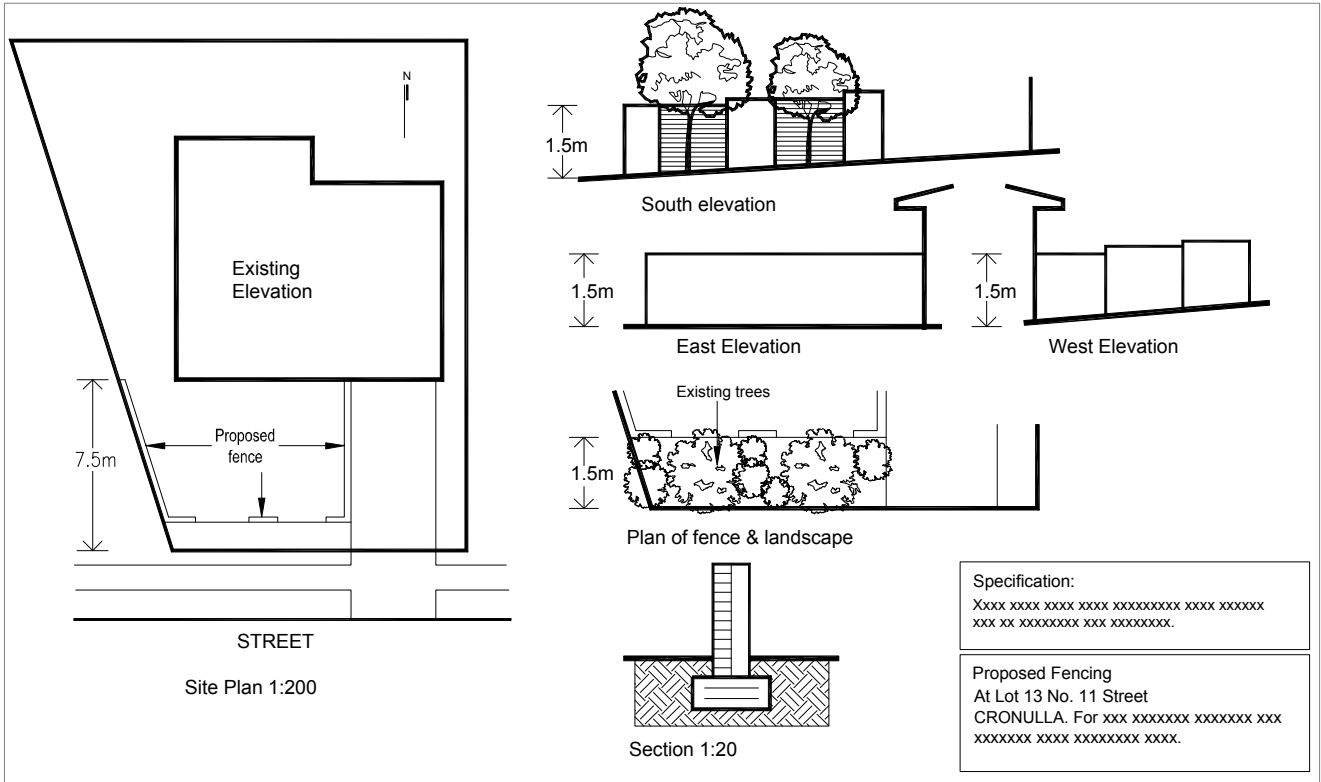 N
Existing
Elevation
7.5m
Proposed
fence
STREET
Site Plan 1:200
1.5m
South elevation
1.5m
East Elevation
1.5m
West Elevation
Existing trees
1.5m
Plan of fence & landscape
Section 1:20
Specification:
Xxxx xxxx xxxx xxxx xxxxxxxxx xxxx xxxxxx
xxx xx xxxxxxxx xxx xxxxxxxx.
Proposed Fencing
At Lot 13 No. 11 Street
CRONULLA. For xxx xxxxxxx xxxxxxx xxx
xxxxxxx xxxx xxxxxxxx xxxx.